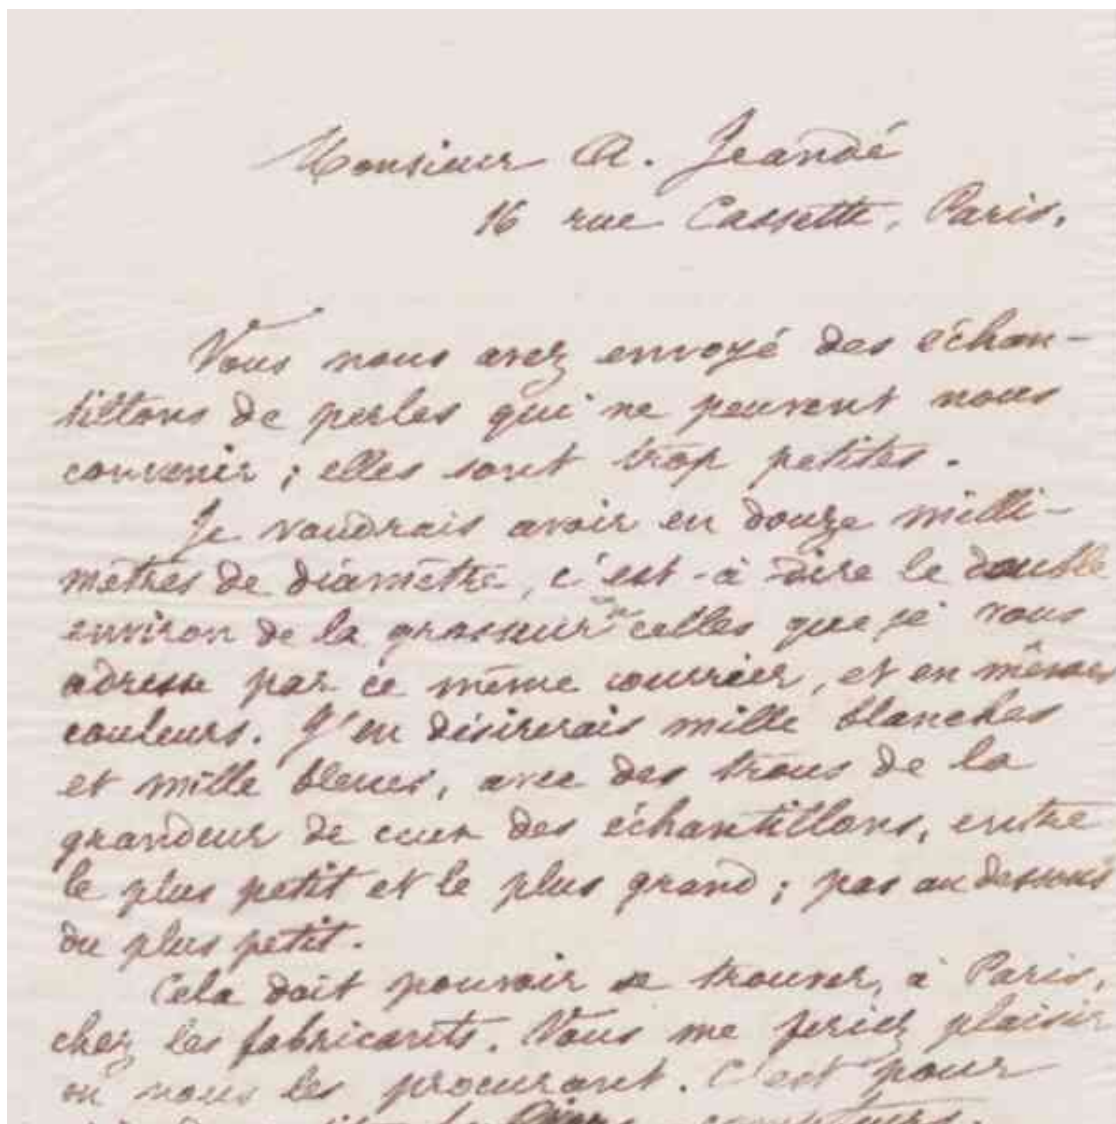 Monsieur A. Jeandé
16 rue Cassette, Paris.
Vous nous avez envoyé des échan-
tillons de perles qui ne peuvent nous
convenir ; elles sont trop petites.
Je voudrais avoir en douze milli-
mètres de diamètre, c'est-à-dire le double
environ de la grosseur de celles que je vous
adresse par ce même courrier, et en mêmes
couleurs. J'en désirerais mille blanches
et mille bleues, avec des trous de la
grandeur de ceux des échantillons, entre
le plus petit et le plus grand ; pas au dessous
du plus petit.
Cela doit pouvoir se trouver, à Paris,
chez les fabricants. Vous me feriez plaisir
en nous les procurant. C'est pour
compteurs.